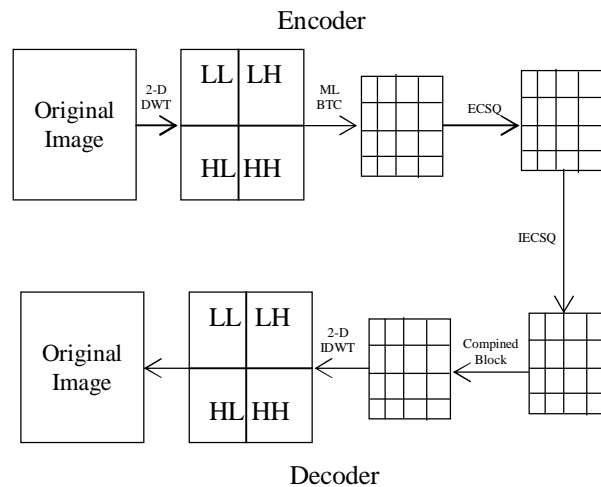 Encoder
Original
Image
2-D
DWT
LL LH
HL HH
ML
BTC
ECSQ
IECSQ
Original
Image
LL LH
HL HH
2-D
IDWT
Compined
Block
Decoder